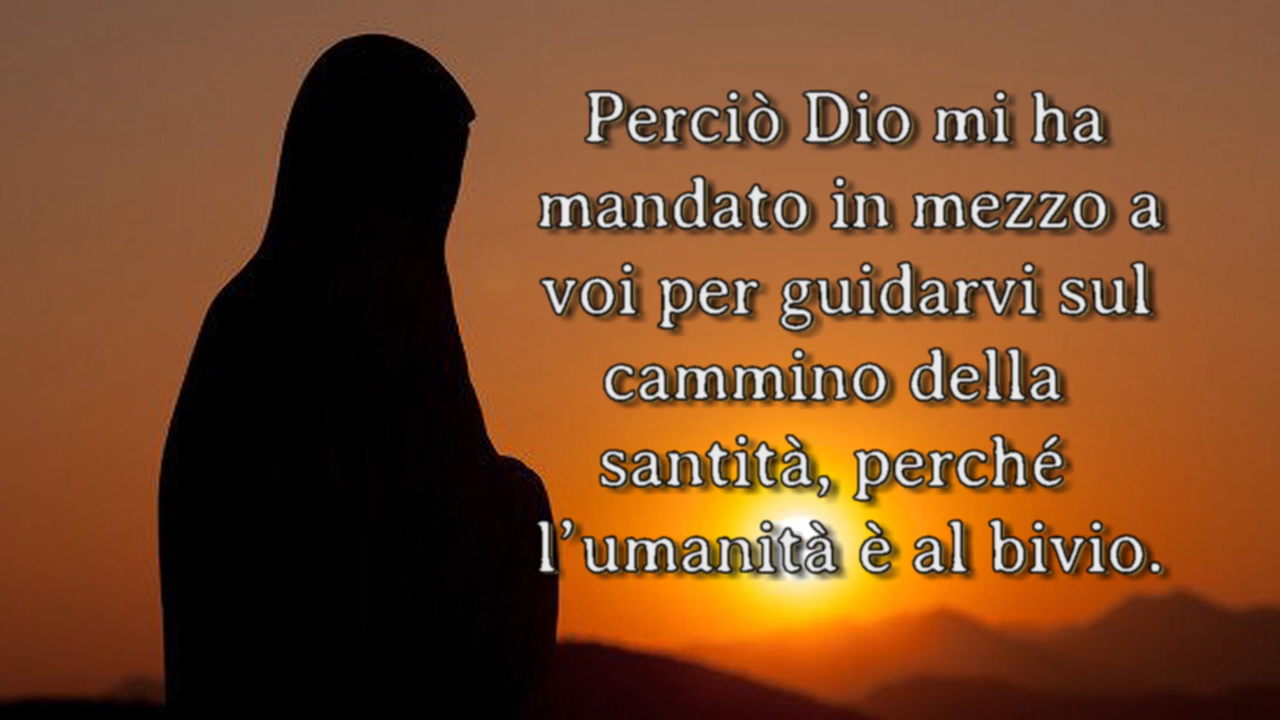 Perciò Dio mi ha
mandato in mezzo a
voi per guidarvi sul
cammino della
santità, perché
l’umanità è al bivio.